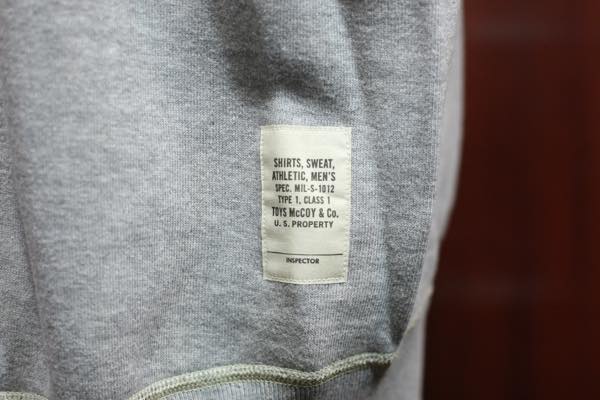 SHIRTS, SWEAT,
ATHLETIC, MEN'S
SPEC. MIL-S-1012
TYPE 1, CLASS 1
TOYS McCOY & Co.
U.S. PROPERTY
INSPECTOR